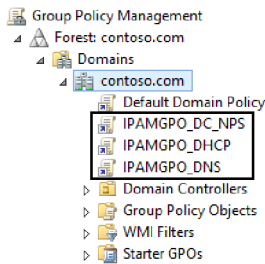 Group Policy Management
Forest: contoso.com
Domains
contoso.com
Default Domain Policy
IPAMGPO_DC_NPS
IPAMGPO_DHCP
IPAMGPO_DNS
Domain Controllers
Group Policy Objects
WMI Filters
Starter GPOs